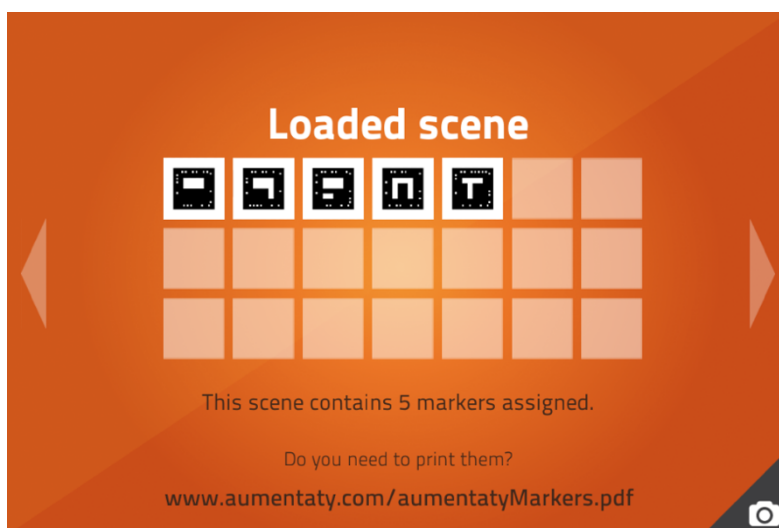 Loaded scene
This scene contains 5 markers assigned.
Do you need to print them?
www.aumentaty.com/aumentatyMarkers.pdf